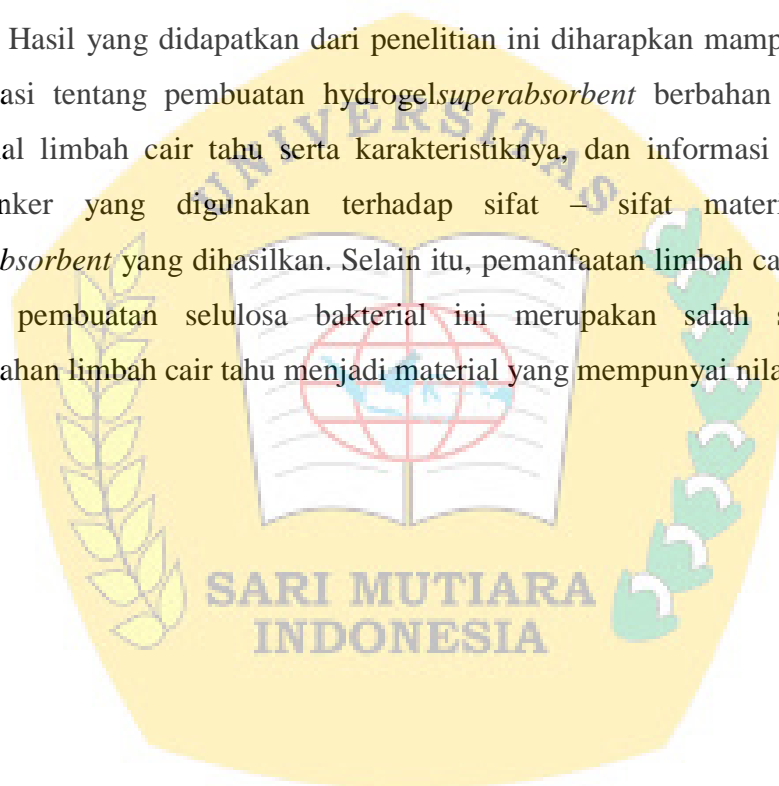 Hasil yang didapatkan dari penelitian ini diharapkan mamp
asi tentang pembuatan hydrogelsuperabsorbent berbahan
al limbah cair tahu serta karakteristiknya, dan informasi
nker yang digunakan terhadap sifat – sifat materi
bsorbent yang dihasilkan. Selain itu, pemanfaatan limbah ca
pembuatan selulosa bakterial ini merupakan salah s
ahan limbah cair tahu menjadi material yang mempunyai nila
UNIVERSITAS
SARI MUTIARA
INDONESIA